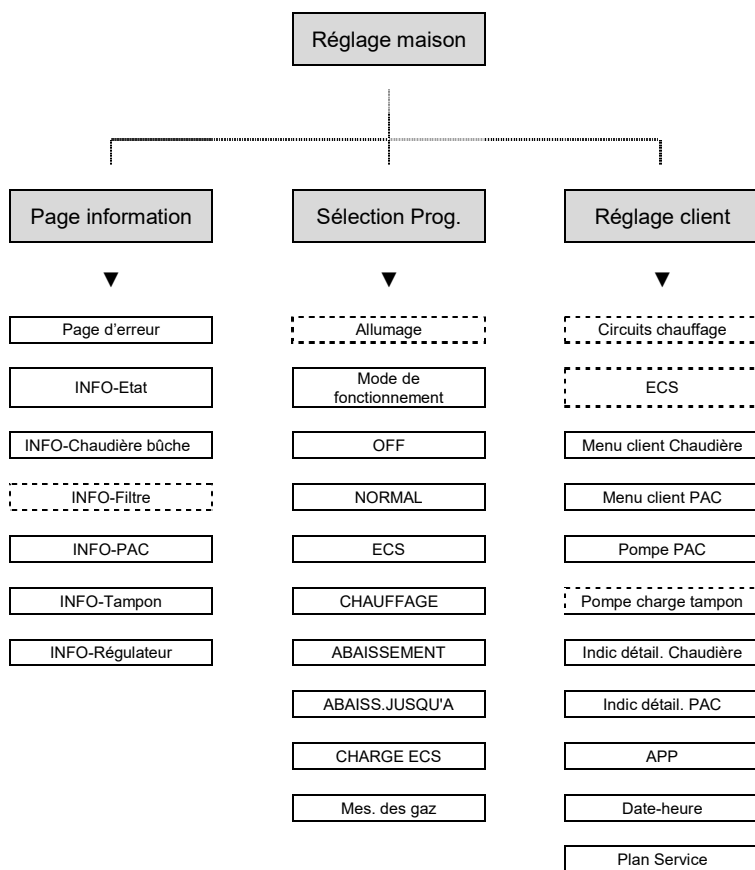 Réglage maison
Page information
Sélection Prog.
Réglage client
Page d’erreur
INFO-Etat
INFO-Chaudière bûche
INFO-Filtre
INFO-PAC
INFO-Tampon
INFO-Régulateur
Allumage
Mode de
fonctionnement
OFF
NORMAL
ECS
CHAUFFAGE
ABAISSEMENT
ABAISS.JUSQU'A
CHARGE ECS
Mes. des gaz
Circuits chauffage
ECS
Menu client Chaudière
Menu client PAC
Pompe PAC
Pompe charge tampon
Indic détail. Chaudière
Indic détail. PAC
APP
Date-heure
Plan Service